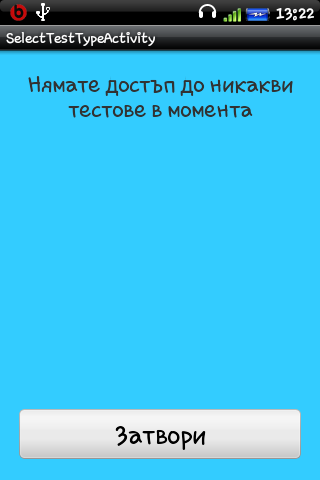 13:22
SelectTestTypeActivity
Нямате достъп до никакви
тестове в момента
Затвори